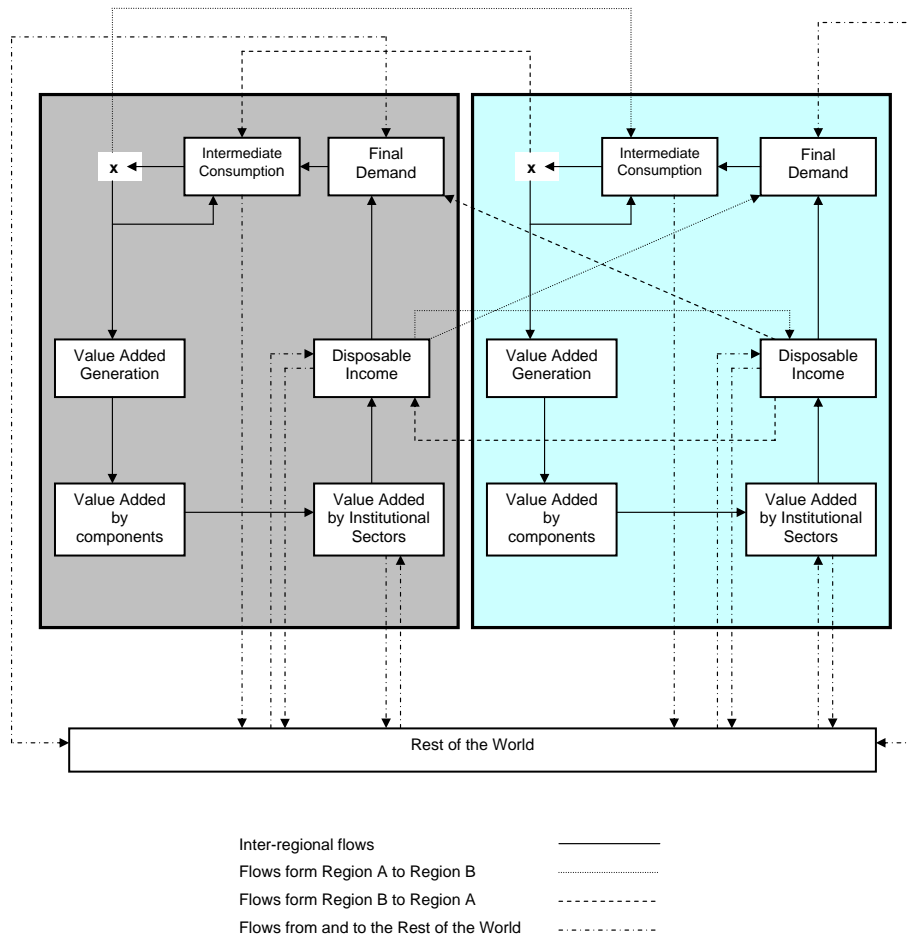 x
Intermediate
Consumption
Final
Demand
x
Intermediate
Consumption
Final
Demand
Value Added
Generation
Disposable
Income
Value Added
Generation
Disposable
Income
Value Added
by
components
Value Added
by Institutional
Sectors
Value Added
by
components
Value Added
by Institutional
Sectors
Rest of the World
Inter-regional flows
Flows form Region A to Region B
Flows form Region B to Region A
Flows from and to the Rest of the World